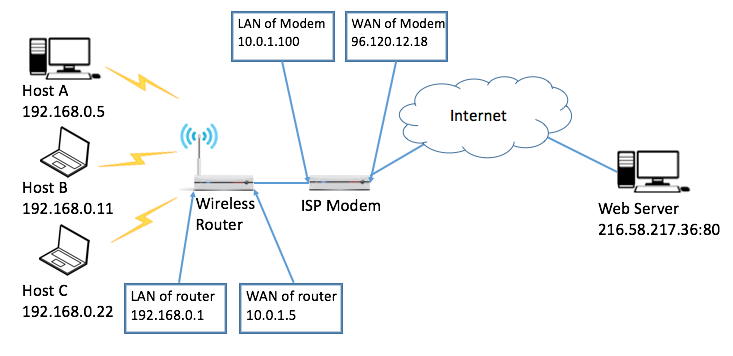 LAN of Modem
10.0.1.100
WAN of Modem
96.120.12.18
Host A
192.168.0.5
Internet
Host B
192.168.0.11
Wireless
Router
ISP Modem
Web Server
216.58.217.36:80
Host C
192.168.0.22
LAN of router
192.168.0.1
WAN of router
10.0.1.5